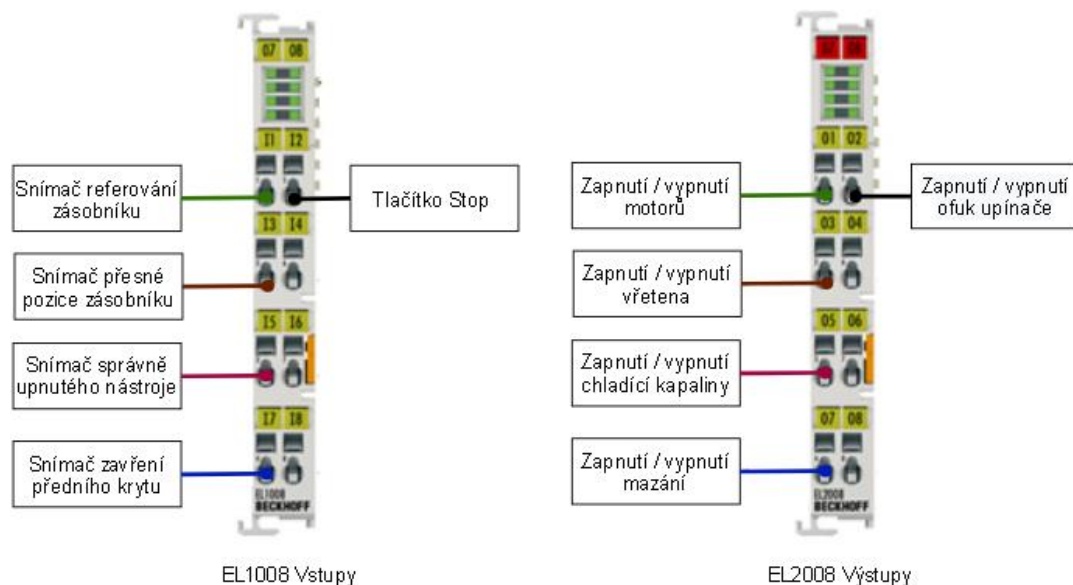 07 08
I1 I2
Snímač referování
zásobníku
Tlačítko Stop
I3 I4
Snímač přesné
pozice zásobníku
I5 I6
Snímač správně
upnutého nástroje
I7 I8
Snímač zavření
předního krytu
EL1008
BECKHOFF
EL1008 Vstupy
01 02
Zapnutí / vypnutí
motorů
Zapnutí / vypnutí
ofuk upínače
03 04
Zapnutí / vypnutí
vřetena
05 06
Zapnutí / vypnutí
chladící kapaliny
07 08
Zapnutí / vypnutí
mazání
EL2008
BECKHOFF
EL2008 Výstupy